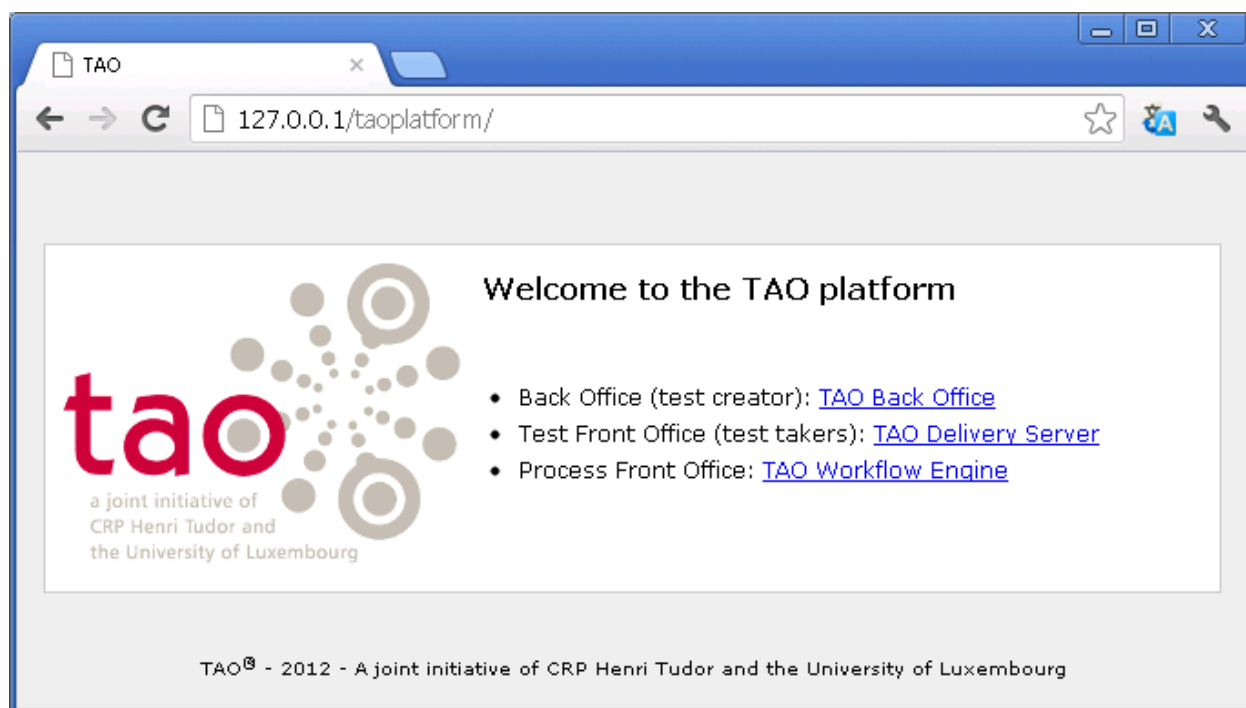 TAO
127.0.0.1/taoplatform/
Welcome to the TAO platform
Back Office (test creator): TAO Back Office
Test Front Office (test takers): TAO Delivery Server
Process Front Office: TAO Workflow Engine
tao
a joint initiative of
CRP Henri Tudor and
the University of Luxembourg
TAO® - 2012 - A joint initiative of CRP Henri Tudor and the University of Luxembourg